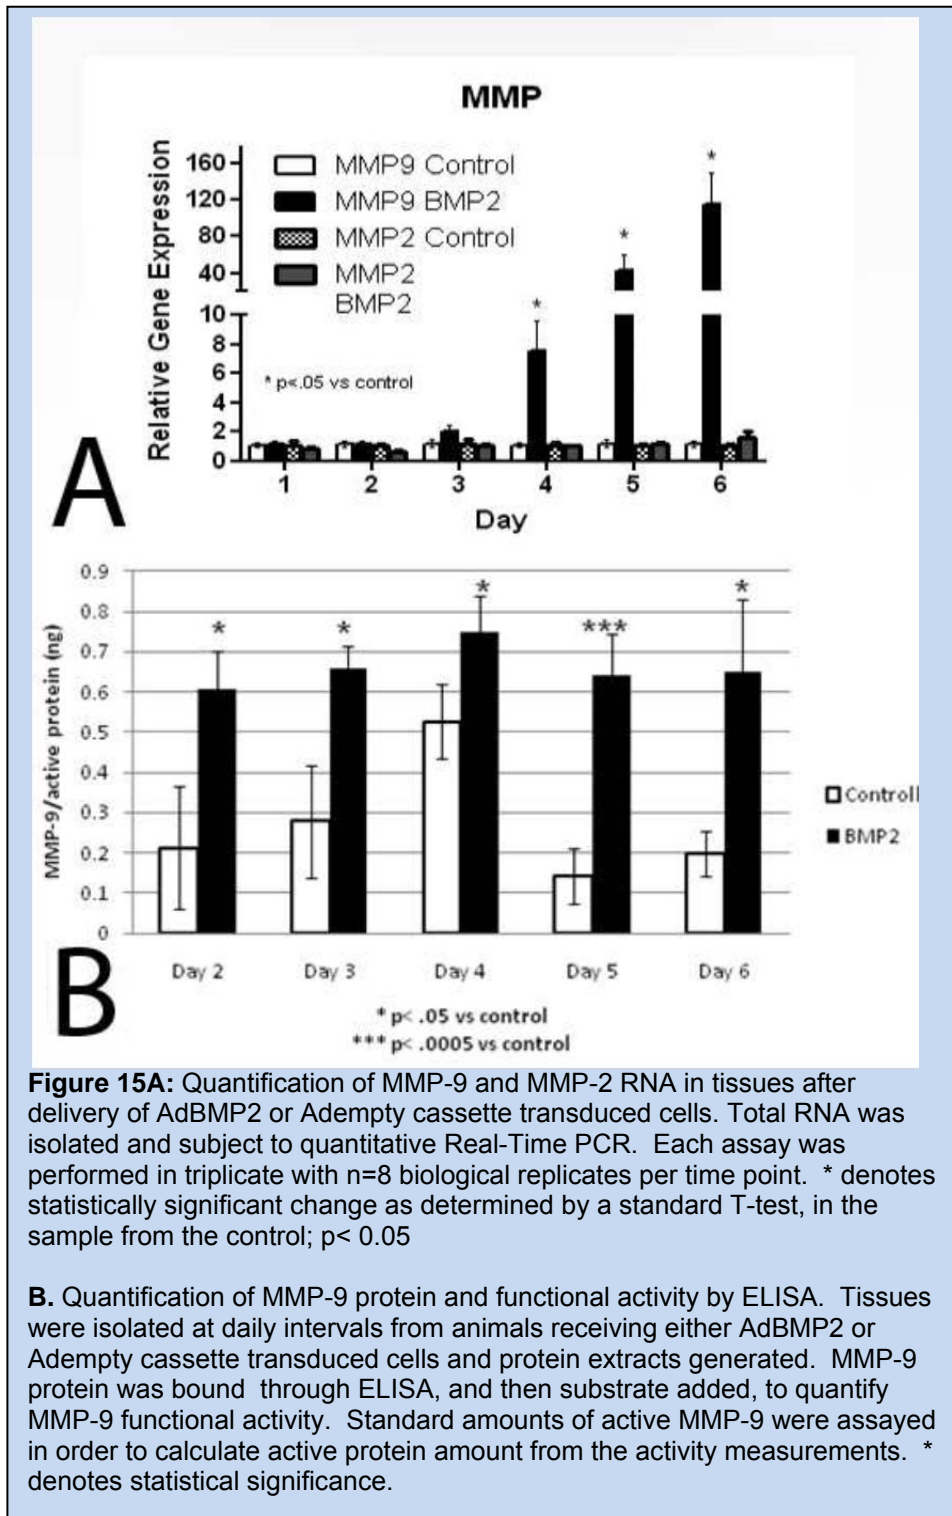 MMP
Relative Gene Expression
160
120
80
40
10
8
6
4
2
0
MMP9 Control
MMP9 BMP2
MMP2 Control
MMP2
BMP2
* p<.05 vs control
*
*
*
1 2 3 4 5 6
Day
A
MMP-9/active protein (ng)
0.9
0.8
0.7
0.6
0.5
0.4
0.3
0.2
0.1
0
* * * *** *
Controll
BMP2
Day 2 Day 3 Day 4 Day 5 Day 6
B
* p< .05 vs control
*** p< .0005 vs control
Figure 15A: Quantification of MMP-9 and MMP-2 RNA in tissues after
delivery of AdBMP2 or Adempty cassette transduced cells. Total RNA was
isolated and subject to quantitative Real-Time PCR. Each assay was
performed in triplicate with n=8 biological replicates per time point. * denotes
statistically significant change as determined by a standard T-test, in the
sample from the control; p< 0.05
B. Quantification of MMP-9 protein and functional activity by ELISA. Tissues
were isolated at daily intervals from animals receiving either AdBMP2 or
Adempty cassette transduced cells and protein extracts generated. MMP-9
protein was bound through ELISA, and then substrate added, to quantify
MMP-9 functional activity. Standard amounts of active MMP-9 were assayed
in order to calculate active protein amount from the activity measurements. *
denotes statistical significance.